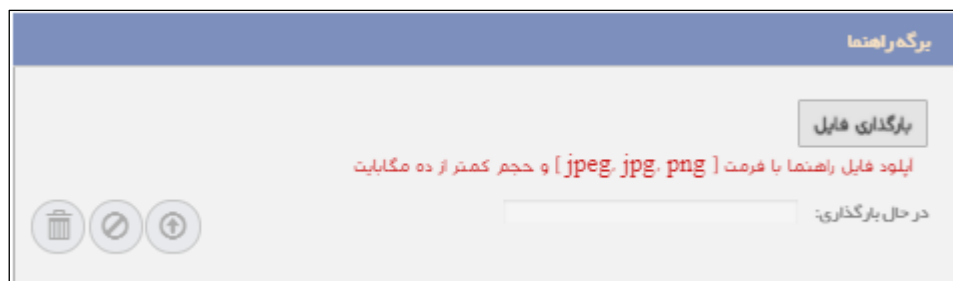 برگه راهنما
بارگذاری فایل
آپلود فایل راهنما با فرمت [ jpeg, jpg, png ] و حجم کمتر از ده مگابایت
در حال بارگذاری: